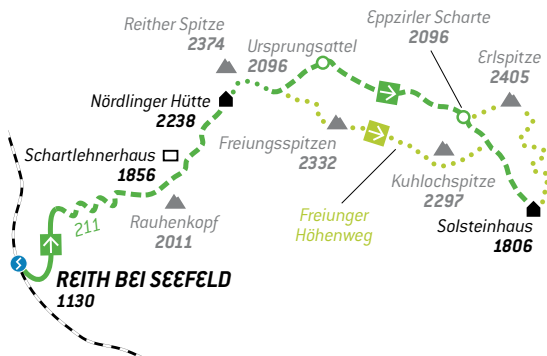 Reither Spitze
2374
Ursprungsattel
2096
Eppzirler Scharte
2096
Erlspitze
2405
Nördlinger Hütte
2238
Freiungsspitzen
2332
Schartlehnerhaus
1856
Kuhlochspitze
2297
Rauhenkopf
2011
211
Freiunger
Höhenweg
Solsteinhaus
1806
REITH BEI SEEFELD
1130